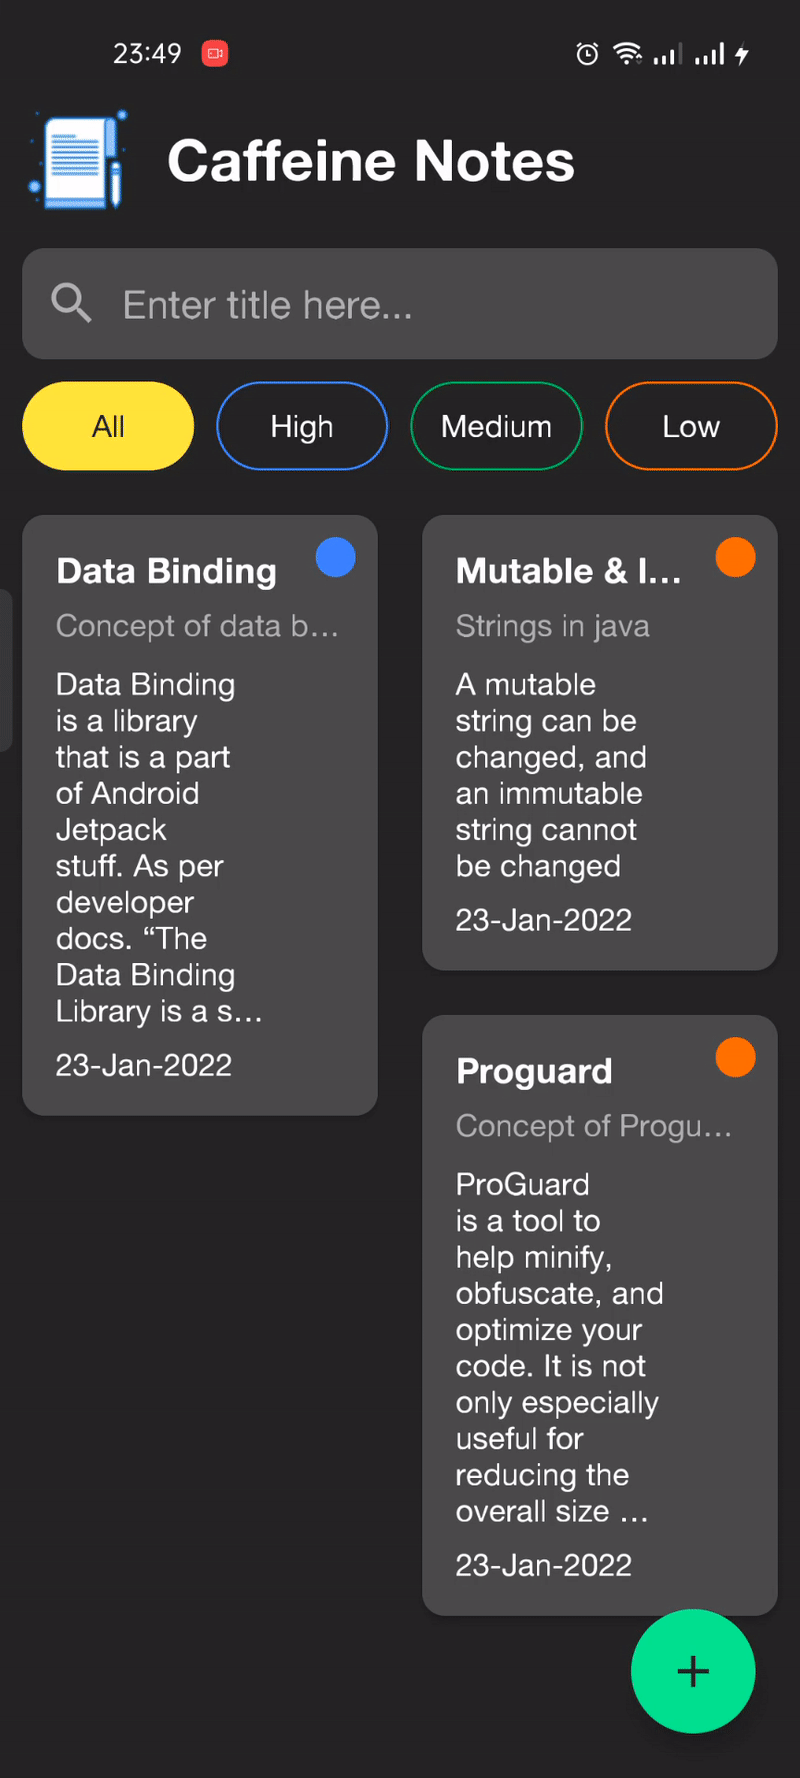 23:49
Caffeine Notes
Enter title here...
All
High
Medium
Low
Data Binding
Concept of data b...
Data Binding
is a library
that is a part
of Android
Jetpack
stuff. As per
developer
docs. “The
Data Binding
Library is a s...
23-Jan-2022
Mutable & I...
Strings in java
A mutable
string can be
changed, and
an immutable
string cannot
be changed
23-Jan-2022
Proguard
Concept of Progu...
ProGuard
is a tool to
help minify,
obfuscate, and
optimize your
code. It is not
only especially
useful for
reducing the
overall size ...
23-Jan-2022
+